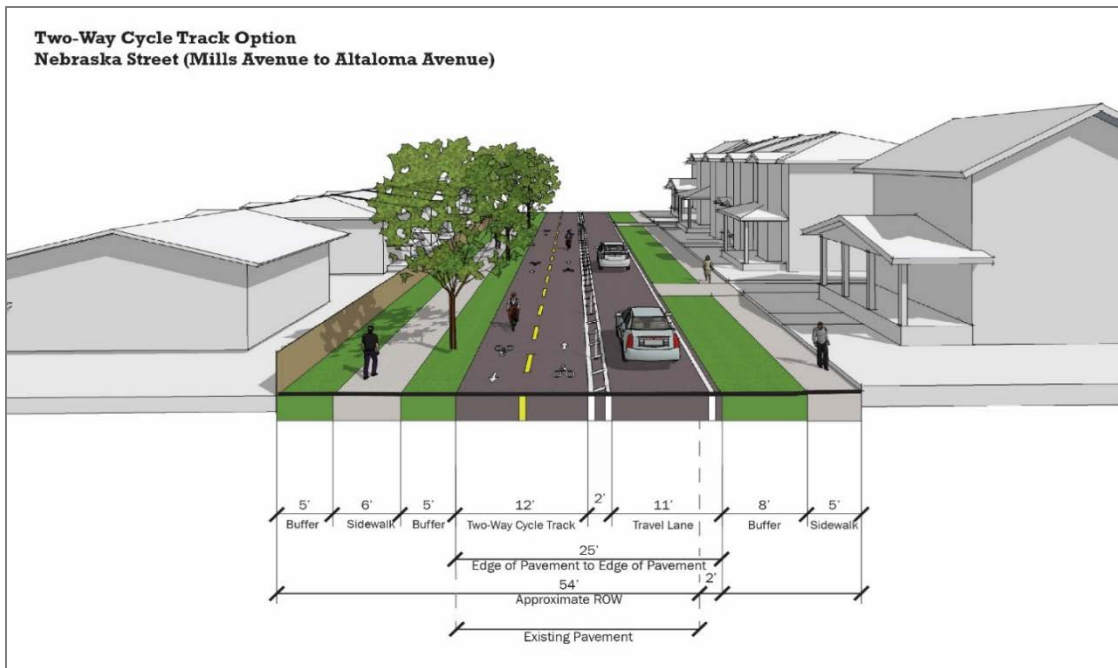 Two-Way Cycle Track Option
Nebraska Street (Mills Avenue to Altaloma Avenue)
5' 6' 5' 12' 2' 11' 8' 5'
Buffer Sidewalk Buffer Two-Way Cycle Track Travel Lane Buffer Sidewalk
25'
Edge of Pavement to Edge of Pavement
54' 2'
Approximate ROW
Existing Pavement